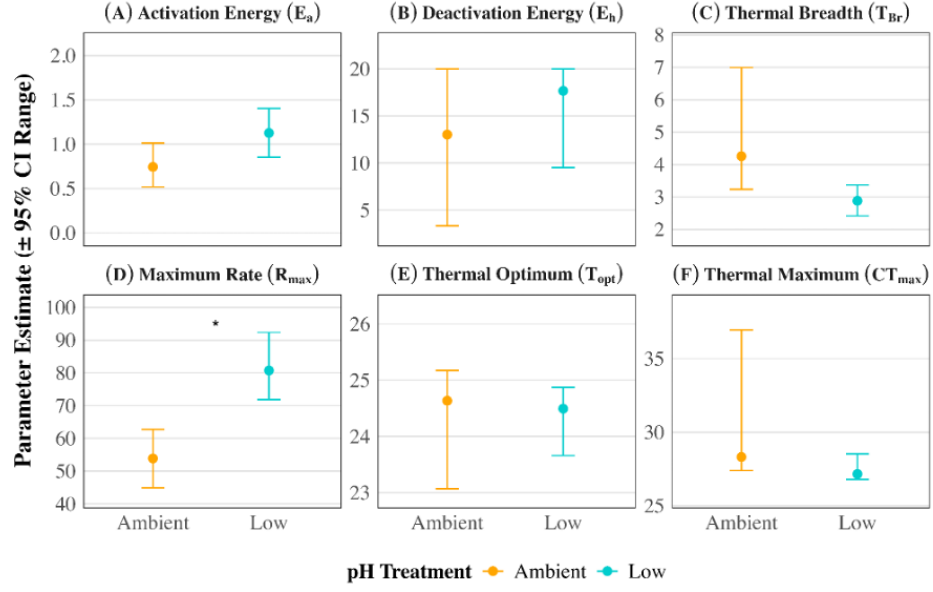 (A) Activation Energy (Ea)
(B) Deactivation Energy (Eh)
(C) Thermal Breadth (TBr)
Parameter Estimate (± 95% CI Range)
2.0
1.5
1.0
0.5
0.0
20
15
10
5
8
7
6
5
4
3
2
(D) Maximum Rate (Rmax)
(E) Thermal Optimum (Topt)
(F) Thermal Maximum (CTmax)
100
90
80
70
60
50
40
*
26
25
24
23
35
30
25
Ambient Low
Ambient Low
Ambient Low
pH Treatment Ambient Low